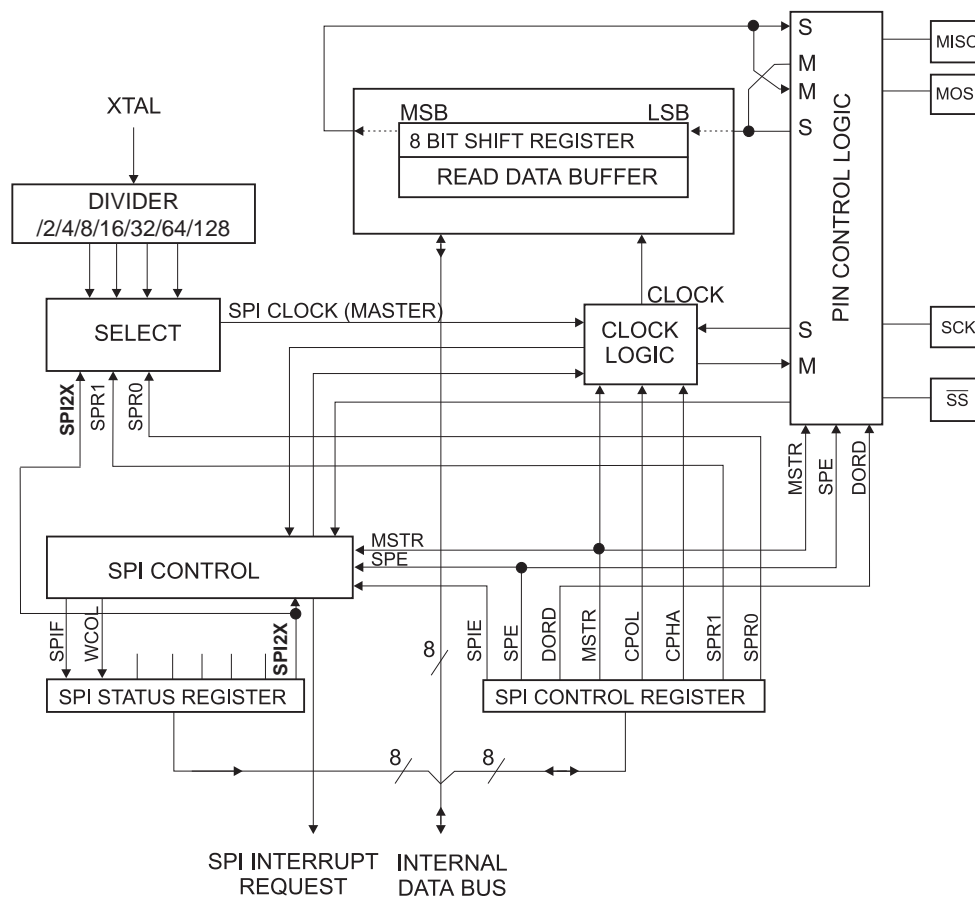 S
MISO
M
XTAL
MSB
LSB
M
MOSI
8 BIT SHIFT REGISTER
S
READ DATA BUFFER
DIVIDER
/2/4/8/16/32/64/128
PIN CONTROL LOGIC
SPI CLOCK (MASTER)
CLOCK
SELECT
CLOCK
LOGIC
S
SCK
M
SPI2X
SPR1
SPR0
SS
MSTR
SPE
DORD
MSTR
SPE
SPI CONTROL
SPIF
WCOL
SPI2X
SPIE
SPE
DORD
MSTR
CPOL
CPHA
SPR1
SPR0
8
SPI STATUS REGISTER
SPI CONTROL REGISTER
8
8
SPI INTERRUPT
REQUEST
INTERNAL
DATA BUS